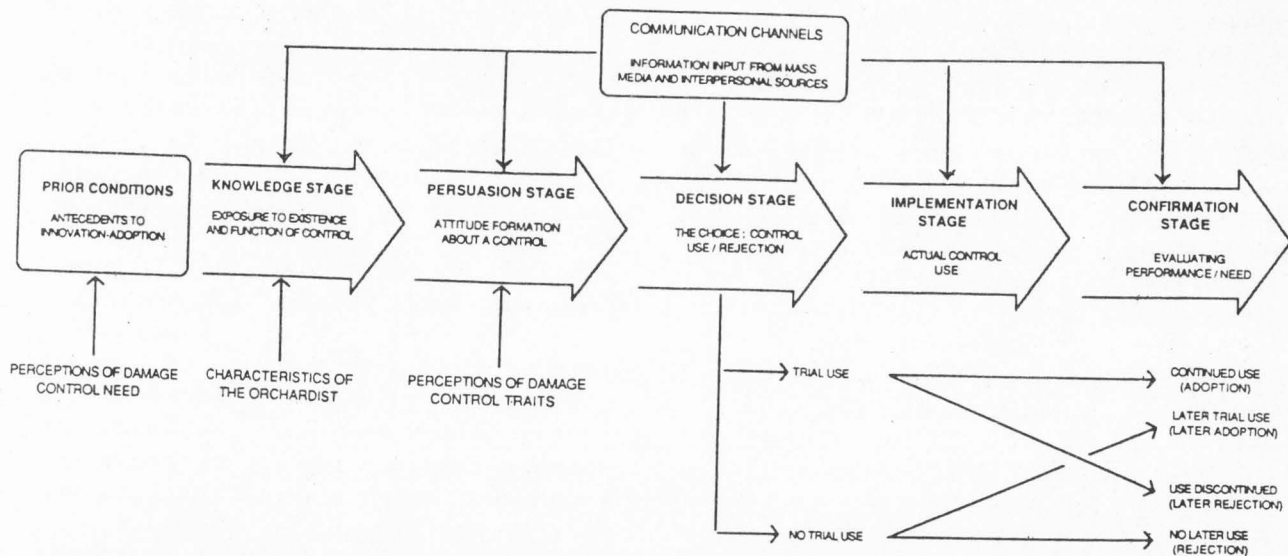 COMMUNICATION CHANNELS
INFORMATION INPUT FROM MASS
MEDIA AND INTERPERSONAL SOURCES
PRIOR CONDITIONS
ANTECEDENTS TO
INNOVATION-ADOPTION.
KNOWLEDGE STAGE
EXPOSURE TO EXISTENCE
AND FUNCTION OF CONTROL
PERSUASION STAGE
ATTITUDE FORMATION
ABOUT A CONTROL
DECISION STAGE
THE CHOICE : CONTROL
USE / REJECTION
IMPLEMENTATION
STAGE
ACTUAL CONTROL
USE
CONFIRMATION
STAGE
EVALUATING
PERFORMANCE / NEED
PERCEPTIONS OF DAMAGE
CONTROL NEED
CHARACTERISTICS OF
THE ORCHARDIST
PERCEPTIONS OF DAMAGE
CONTROL TRAITS
TRIAL USE
CONTINUED USE
(ADOPTION)
LATER TRIAL USE
(LATER ADOPTION)
USE DISCONTINUED
(LATER REJECTION)
NO TRIAL USE
NO LATER USE
(REJECTION)